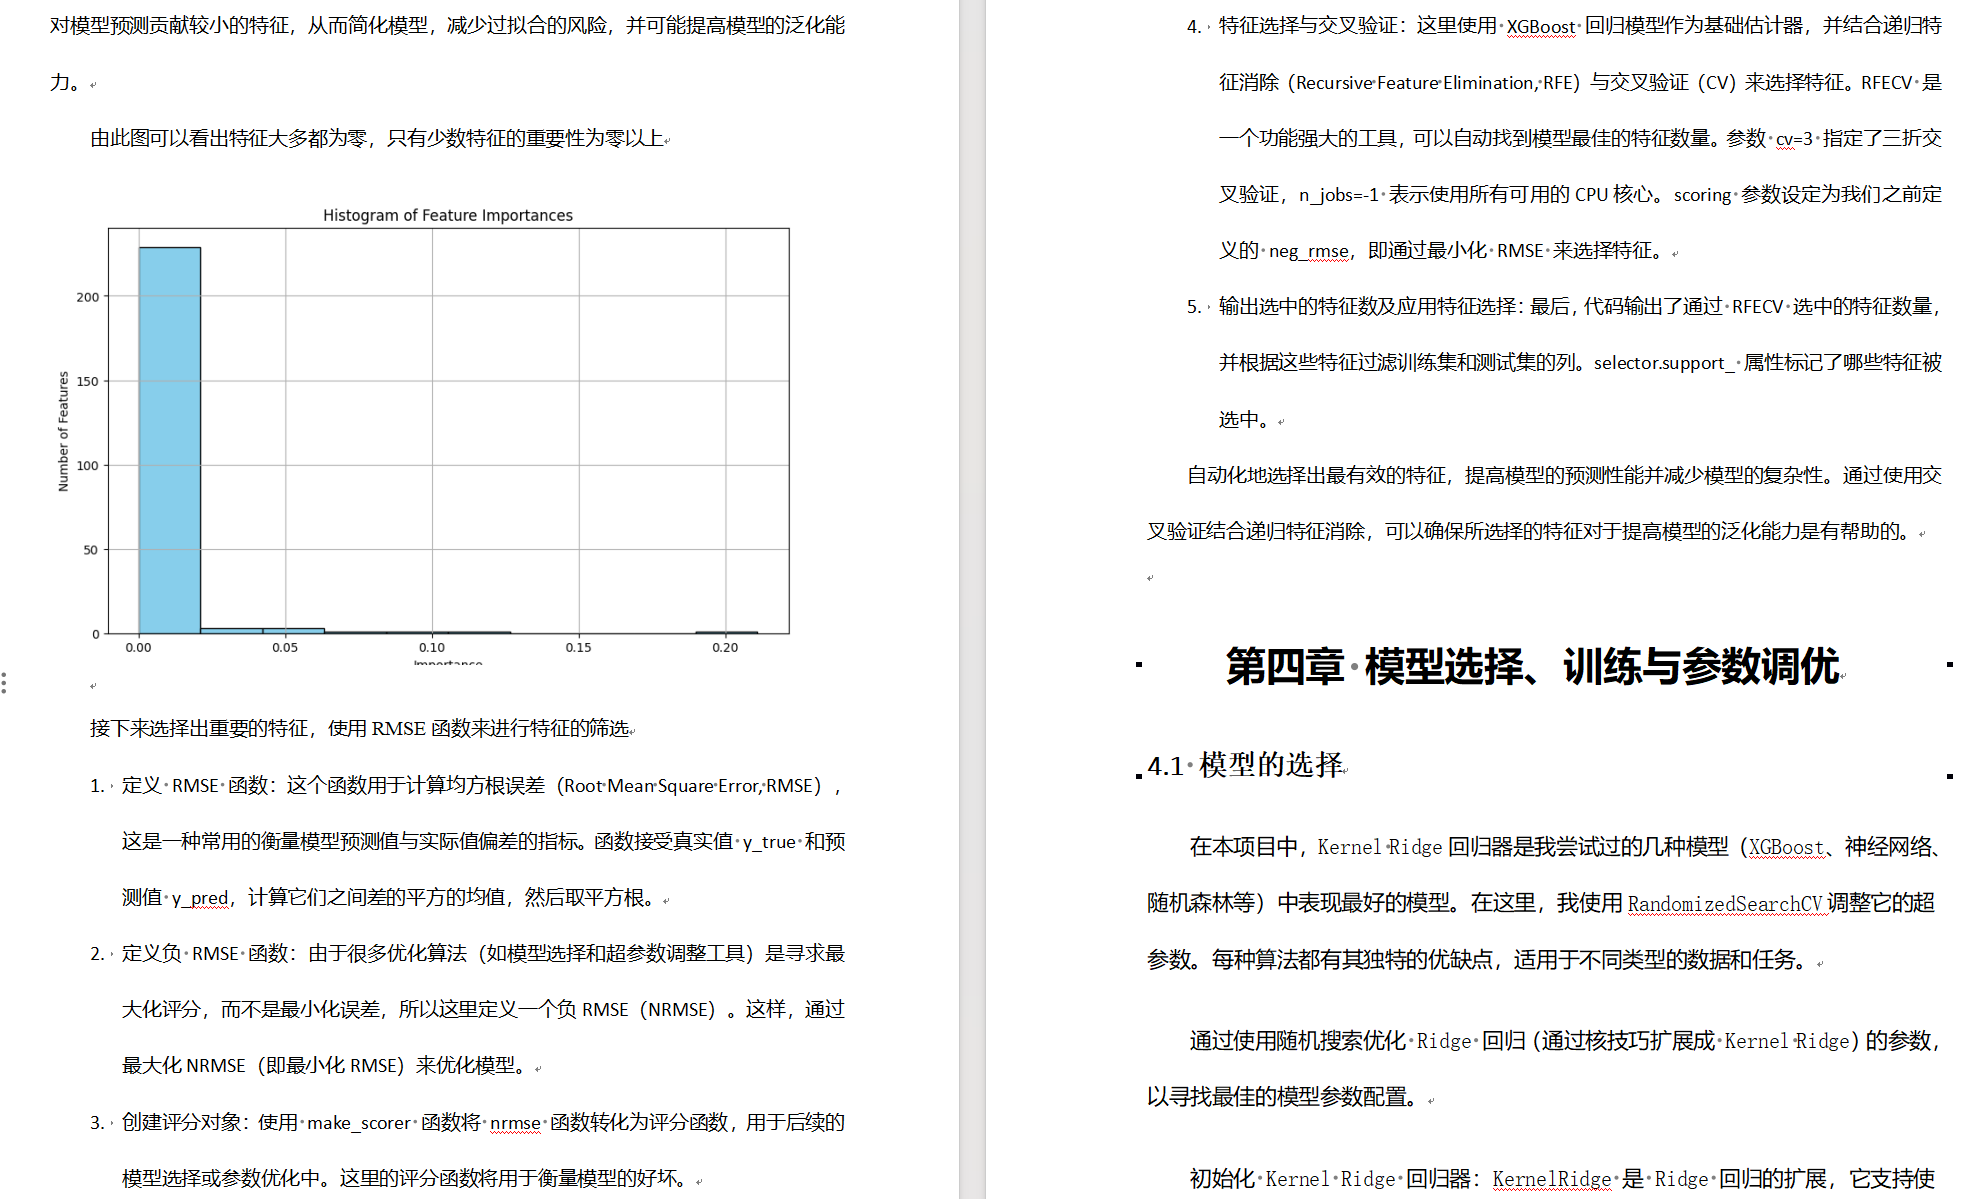 对模型预测贡献较小的特征，从而简化模型，减少过拟合的风险，并可能提高模型的泛化能
力。
由此图可以看出特征大多都为零，只有少数特征的重要性为零以上
Histogram of Feature Importances
Number of Features
200
150
100
50
0
0.00 0.05 0.10 0.15 0.20
Importance
接下来选择出重要的特征，使用 RMSE 函数来进行特征的筛选
1. 定义 RMSE 函数：这个函数用于计算均方根误差（Root Mean Square Error, RMSE），
这是一种常用的衡量模型预测值与实际值偏差的指标。函数接受真实值 y_true 和预
测值 y_pred，计算它们之间差的平方的均值，然后取平方根。
2. 定义负 RMSE 函数：由于很多优化算法（如模型选择和超参数调整工具）是寻求最
大化评分，而不是最小化误差，所以这里定义一个负 RMSE（NRMSE）。这样，通过
最大化 NRMSE（即最小化 RMSE）来优化模型。
3. 创建评分对象：使用 make_scorer 函数将 nrmse 函数转化为评分函数，用于后续的
模型选择或参数优化中。这里的评分函数将用于衡量模型的好坏。
4. 特征选择与交叉验证：这里使用 XGBoost 回归模型作为基础估计器，并结合递归特
征消除（Recursive Feature Elimination, RFE）与交叉验证（CV）来选择特征。RFECV 是
一个功能强大的工具，可以自动找到模型最佳的特征数量。参数 cv=3 指定了三折交
叉验证，n_jobs=-1 表示使用所有可用的 CPU 核心。scoring 参数设定为我们之前定
义的 neg_rmse，即通过最小化 RMSE 来选择特征。
5. 输出选中的特征数及应用特征选择：最后，代码输出了通过 RFECV 选中的特征数量，
并根据这些特征过滤训练集和测试集的列。selector.support_ 属性标记了哪些特征被
选中。
自动化地选择出最有效的特征，提高模型的预测性能并减少模型的复杂性。通过使用交
叉验证结合递归特征消除，可以确保所选择的特征对于提高模型的泛化能力是有帮助的。
第四章 模型选择、训练与参数调优
4.1 模型的选择
在本项目中，Kernel Ridge 回归器是我尝试过的几种模型（XGBoost、神经网络、
随机森林等）中表现最好的模型。在这里，我使用 RandomizedSearchCV 调整它的超
参数。每种算法都有其独特的优缺点，适用于不同类型的数据和任务。
通过使用随机搜索优化 Ridge 回归（通过核技巧扩展成 Kernel Ridge）的参数，
以寻找最佳的模型参数配置。
初始化 Kernel Ridge 回归器：KernelRidge 是 Ridge 回归的扩展，它支持使